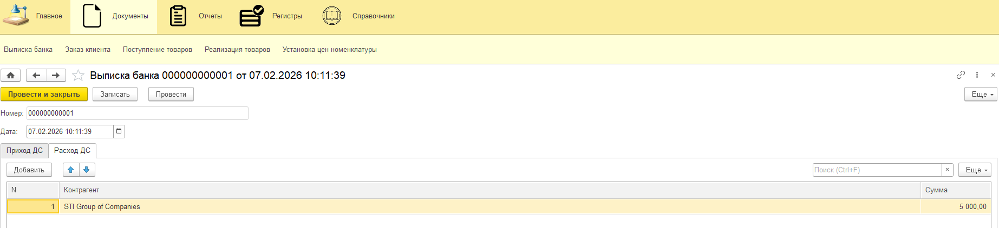 Главное Документы Отчеты Регистры Справочники
Выписка банка Заказ клиента Поступление товаров Реализация товаров Установка цен номенклатуры
Выписка банка 000000000001 от 07.02.2026 10:11:39
Провести и закрыть Записать Провести Еще
Номер: 000000000001
Дата: 07.02.2026 10:11:39
Приход ДС Расход ДС
Добавить Поиск (Ctrl+F) × Еще
N Контрагент Сумма
1 STI Group of Companies 5 000,00